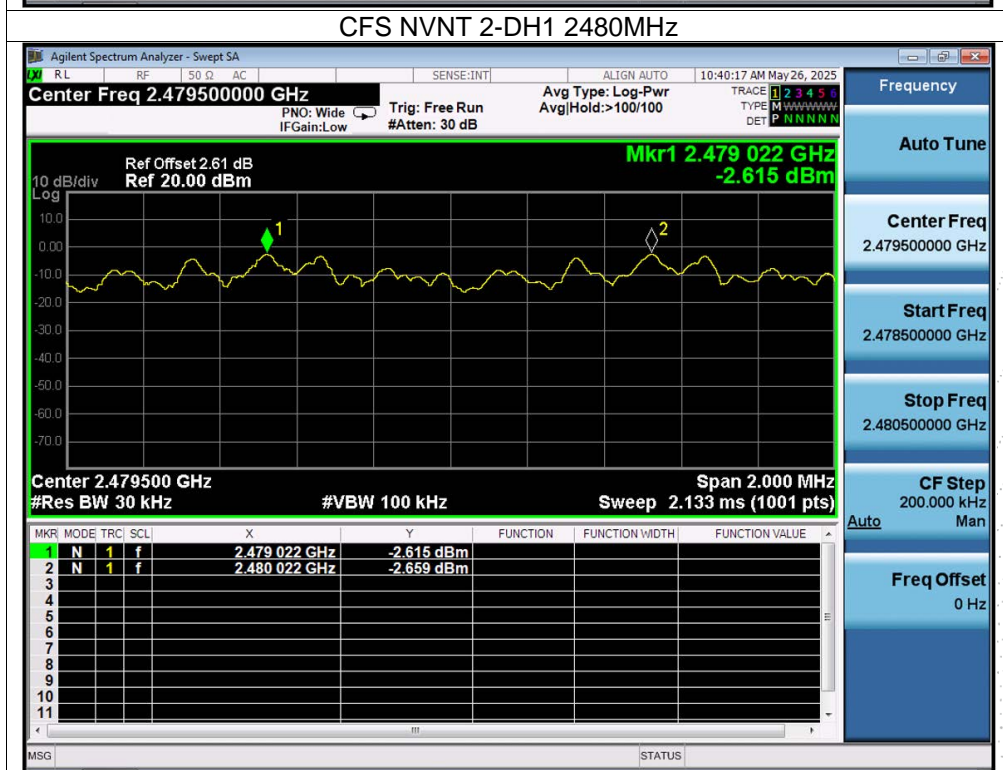 CFS NVNT 2-DH1 2480MHz
Agilent Spectrum Analyzer - Swept SA
LXI RL RF 50 Ω AC SENSE:INT ALIGN AUTO 10:40:17 AM May 26, 2025
Center Freq 2.479500000 GHz
PNO: Wide
IFGain:Low
Trig: Free Run
#Atten: 30 dB
Avg Type: Log-Pwr
Avg|Hold:>100/100
TRACE 1 2 3 4 5 6
TYPE M WWWWW
DET P N N N N N
Mkr1 2.479 022 GHz
-2.615 dBm
Ref Offset 2.61 dB
10 dB/div Ref 20.00 dBm
Log
10.0
0.00
-10.0
-20.0
-30.0
-40.0
-50.0
-60.0
-70.0
1
2
Center 2.479500 GHz Span 2.000 MHz
#Res BW 30 kHz #VBW 100 kHz Sweep 2.133 ms (1001 pts)
MKR MODE TRC SCL X Y FUNCTION FUNCTION WIDTH FUNCTION VALUE
1 N 1 f 2.479 022 GHz -2.615 dBm
2 N 1 f 2.480 022 GHz -2.659 dBm
3
4
5
6
7
8
9
10
11
MSG STATUS
Frequency
Auto Tune
Center Freq
2.479500000 GHz
Start Freq
2.478500000 GHz
Stop Freq
2.480500000 GHz
CF Step
200.000 kHz
Auto Man
Freq Offset
0 Hz